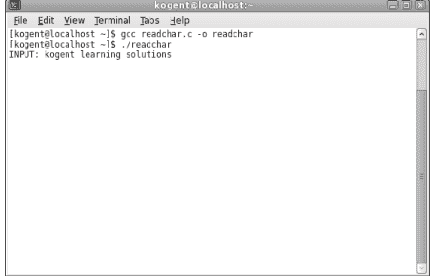 kogent@localhost:~
File Edit View Terminal Tabs Help
[kogent@localhost ~]$ gcc readchar.c -o readchar
[kogent@localhost ~]$ ./readchar
INPUT: kogent learning solutions